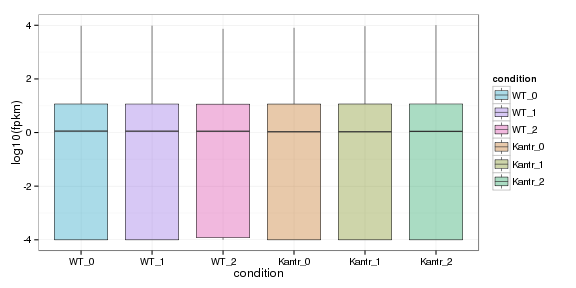 4
2
0
-2
-4
log10(fpkm)
WT_0 WT_1 WT_2 Kantr_0 Kantr_1 Kantr_2
condition
condition
WT_0
WT_1
WT_2
Kantr_0
Kantr_1
Kantr_2